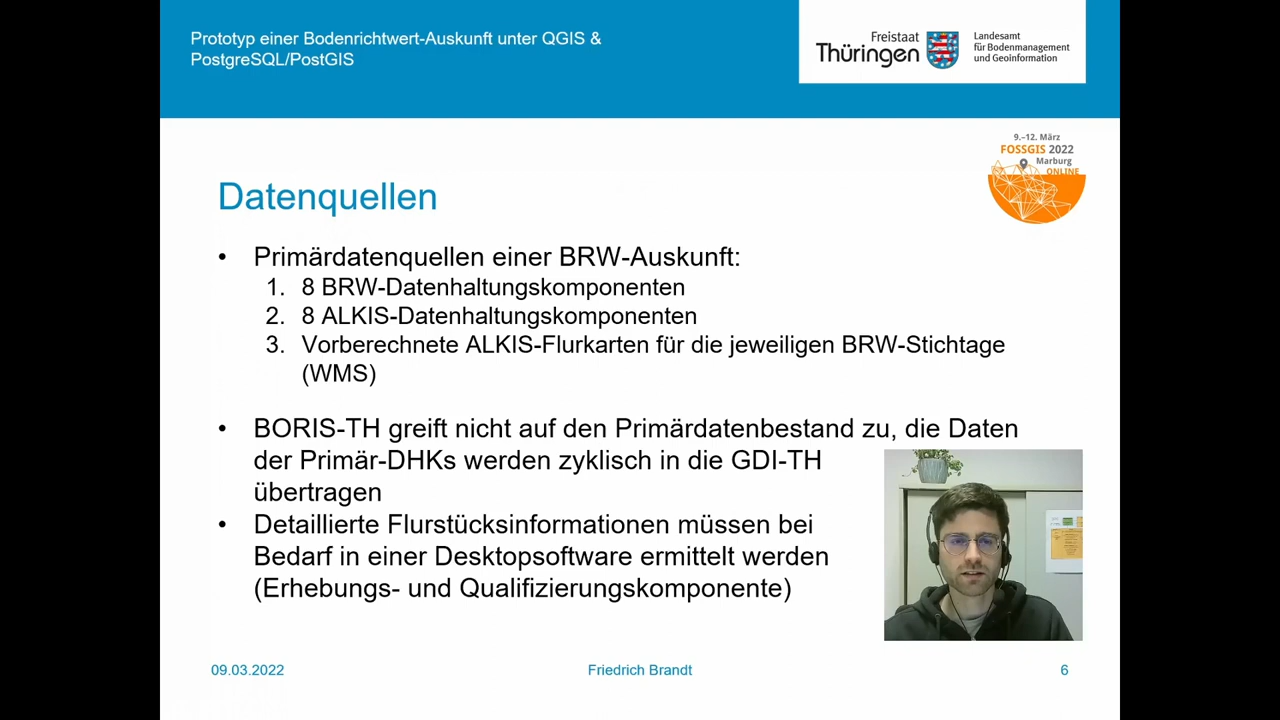 Prototyp einer Bodenrichtwert-Auskunft unter QGIS &
PostgreSQL/PostGIS
Freistaat
Thüringen
Landesamt
für Bodenmanagement
und Geoinformation
9.–12. März
FOSSGIS 2022
Marburg
ONLINE
Datenquellen
• Primärdatenquellen einer BRW-Auskunft:
1. 8 BRW-Datenhaltungskomponenten
2. 8 ALKIS-Datenhaltungskomponenten
3. Vorberechnete ALKIS-Flurkarten für die jeweiligen BRW-Stichtage
(WMS)
• BORIS-TH greift nicht auf den Primärdatenbestand zu, die Daten
der Primär-DHKs werden zyklisch in die GDI-TH
übertragen
• Detaillierte Flurstücksinformationen müssen bei
Bedarf in einer Desktopsoftware ermittelt werden
(Erhebungs- und Qualifizierungskomponente)
09.03.2022
Friedrich Brandt
6